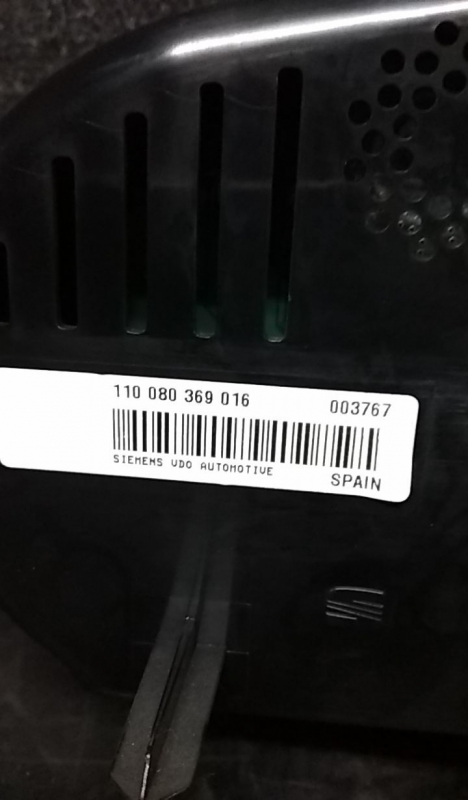 110 080 369 016 003767
SIEMENS VDO AUTOMOTIVE
SPAIN